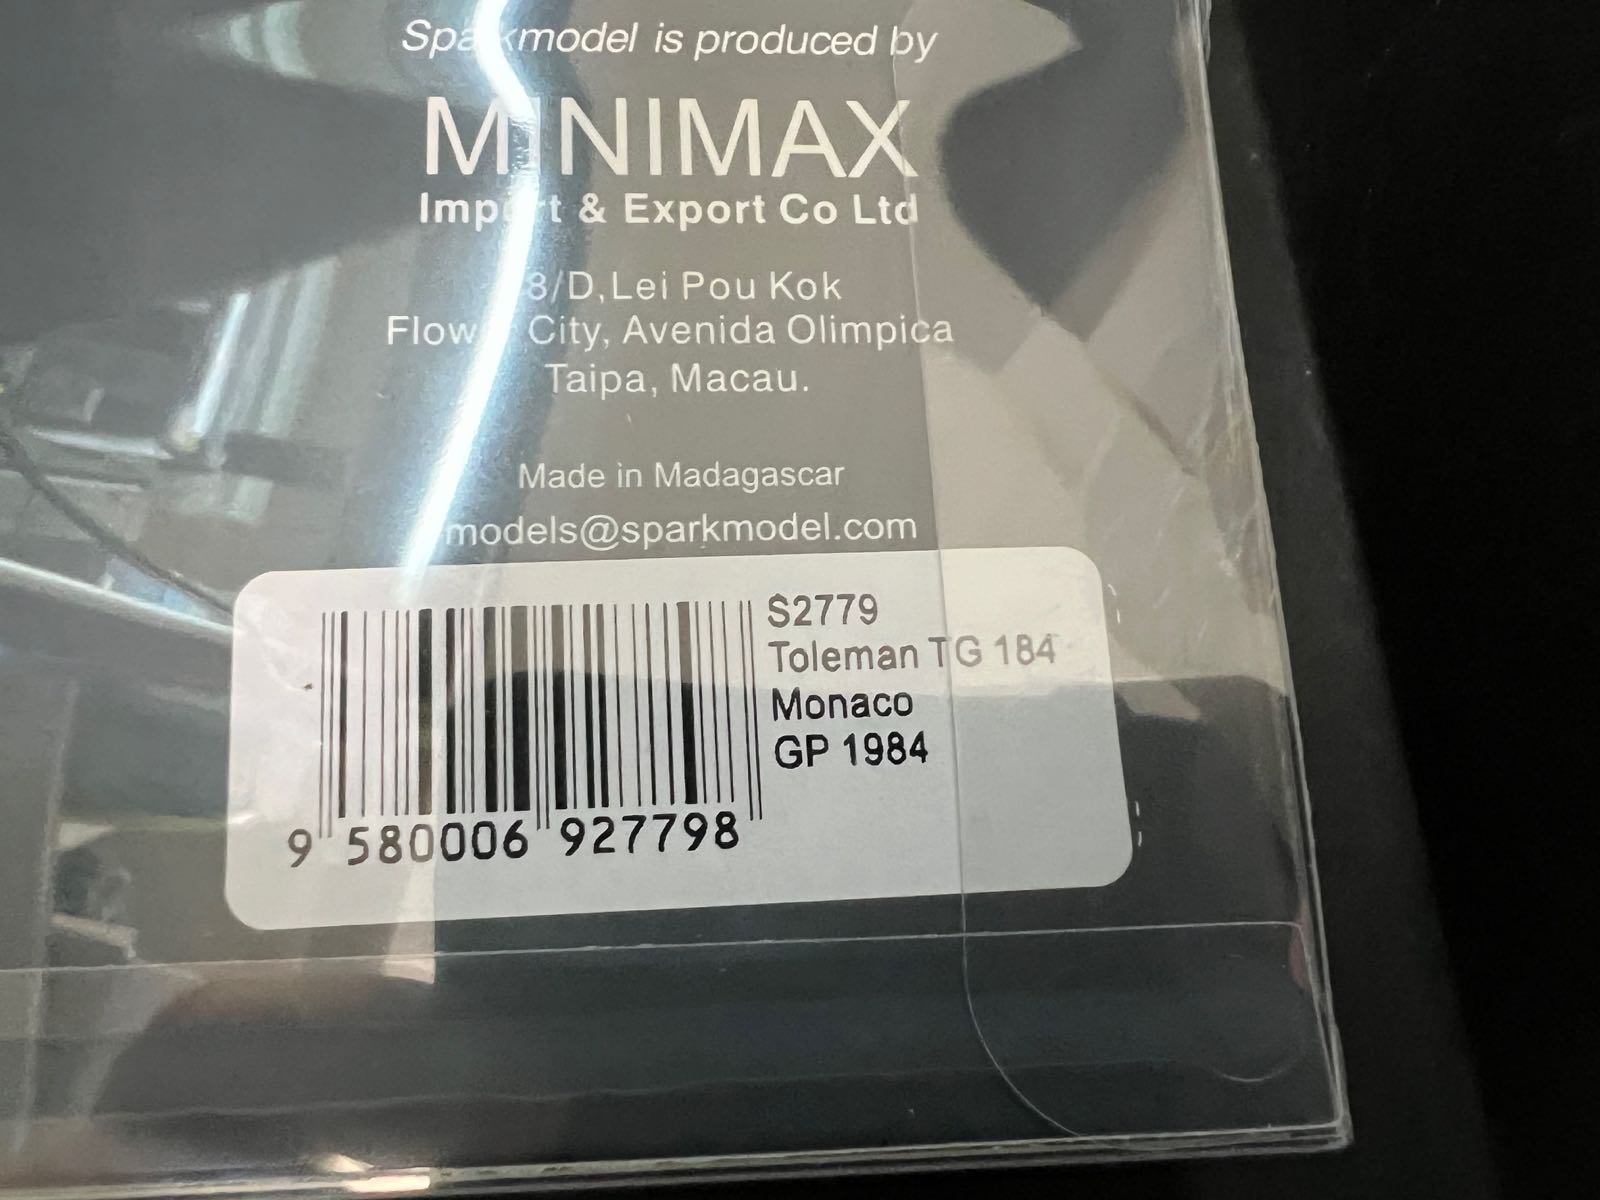 Sparkmodel is produced by
MINIMAX
Import & Export Co Ltd
8/D, Lei Pou Kok
Flower City, Avenida Olimpica
Taipa, Macau.
Made in Madagascar
models@sparkmodel.com
S2779
Toleman TG 184
Monaco
GP 1984
9 580006 927798